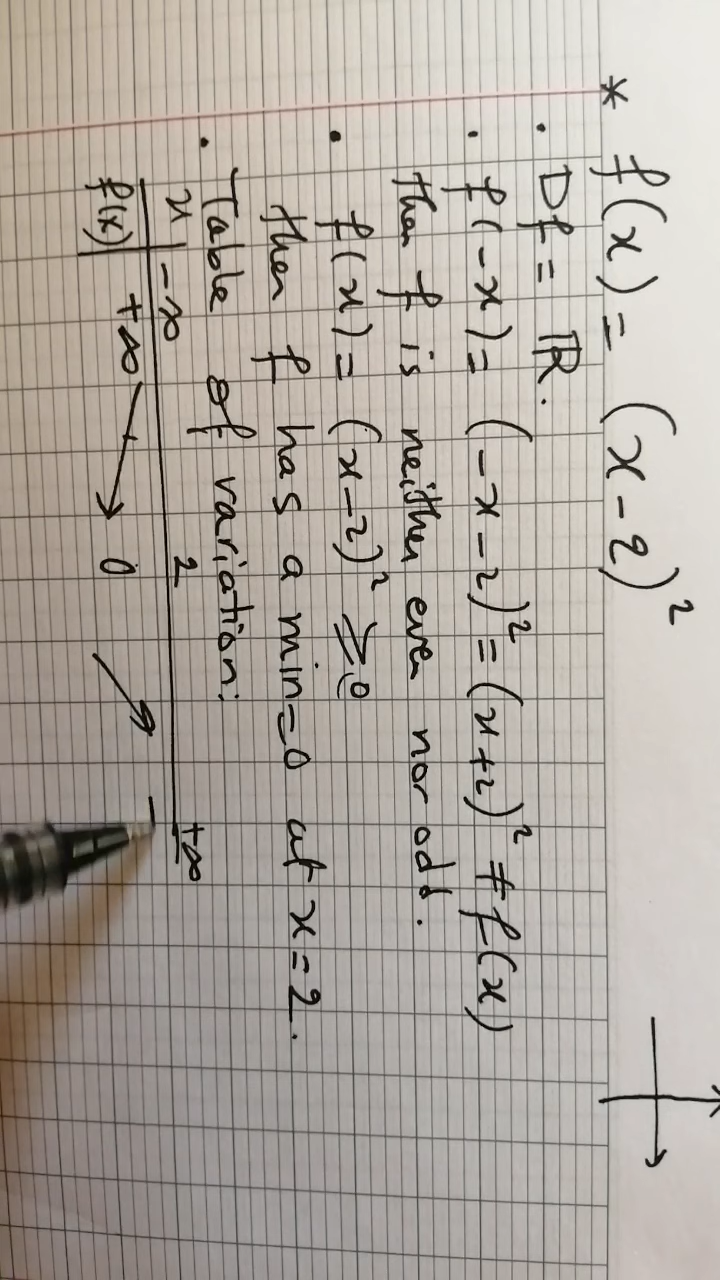 * f(x) = (x-2)²
• Df = ℝ.
• f(-x) = (-x-2)² = (x+2)² ≠ f(x)
then f is neither even nor odd.
• f(x) = (x-2)² ≥ 0
then f has a min = 0 at x = 2.
• Table of variation:
x | -∞ 2 +∞
f(x) | +∞ ↘ 0 ↗